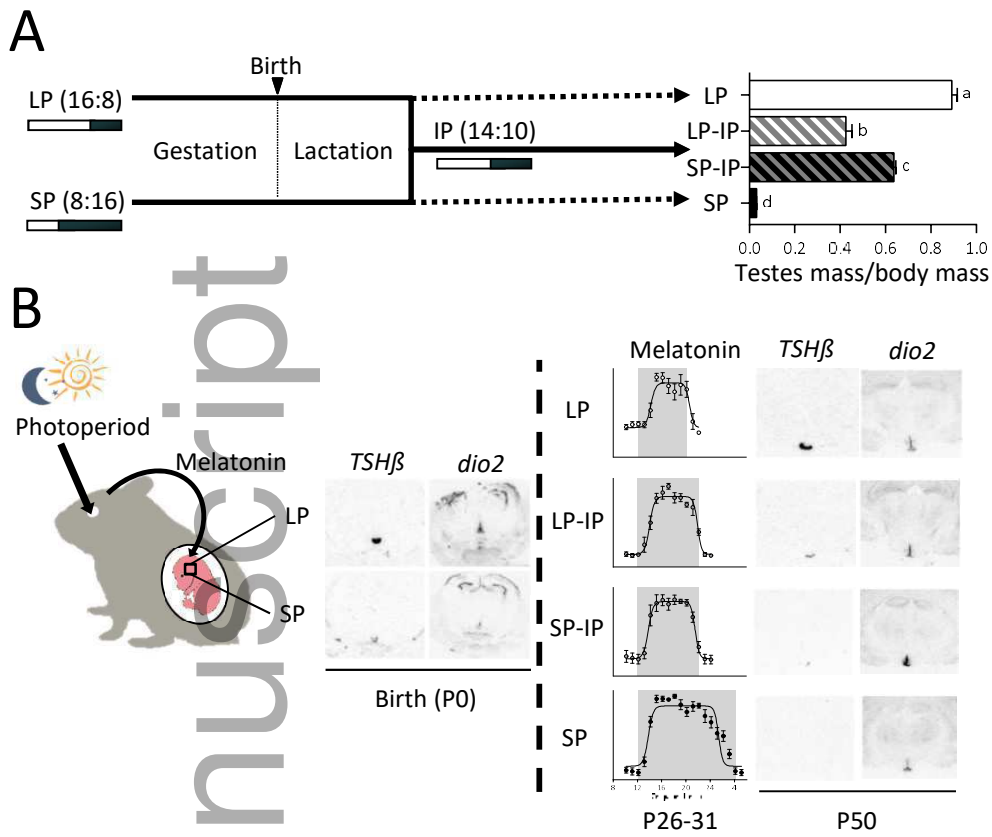 A
Birth
LP (16:8)
Gestation
Lactation
IP (14:10)
SP (8:16)
LP
a
LP-IP
b
SP-IP
c
SP
d
0.0 0.2 0.4 0.6 0.8 1.0
Testes mass/body mass
B
Photoperiod
Melatonin
LP
SP
TSHß
dio2
Birth (P0)
Melatonin
TSHß
dio2
LP
LP-IP
SP-IP
SP
8 12 16 20 24 4
P26-31
P50
nuscript